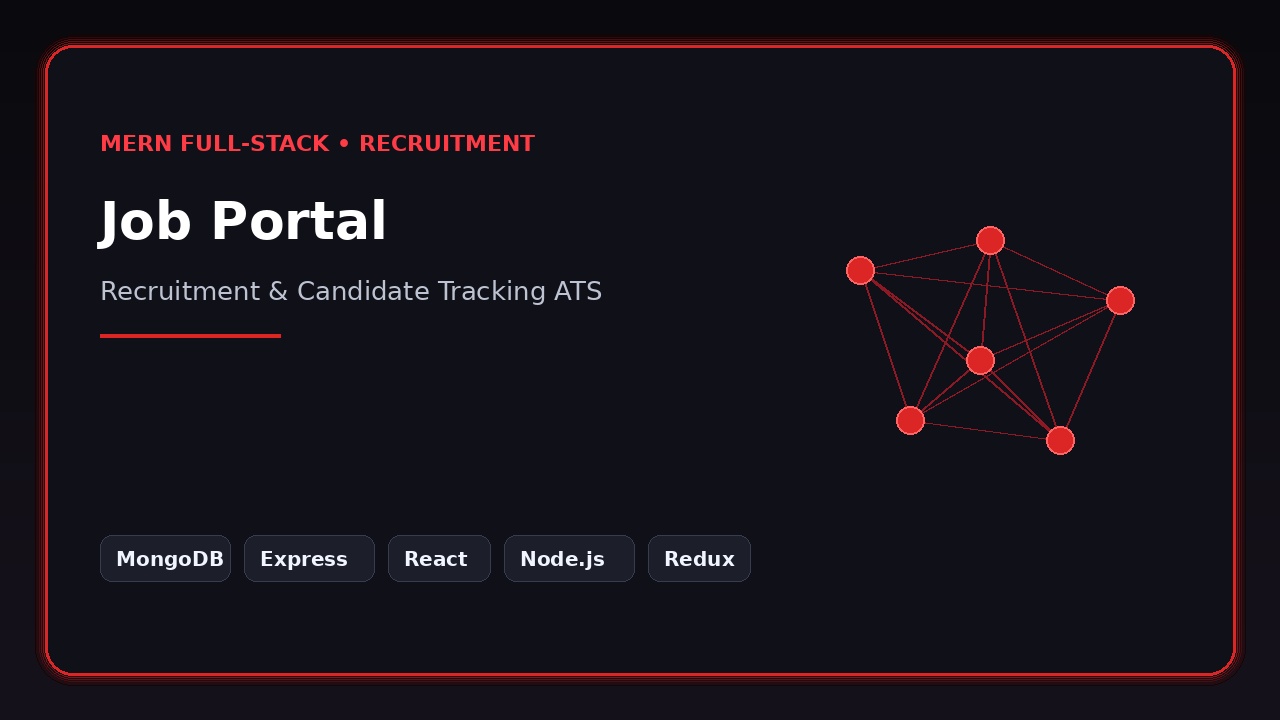 MERN FULL-STACK • RECRUITMENT
Job Portal
Recruitment & Candidate Tracking ATS
MongoDB Express React Node.js Redux